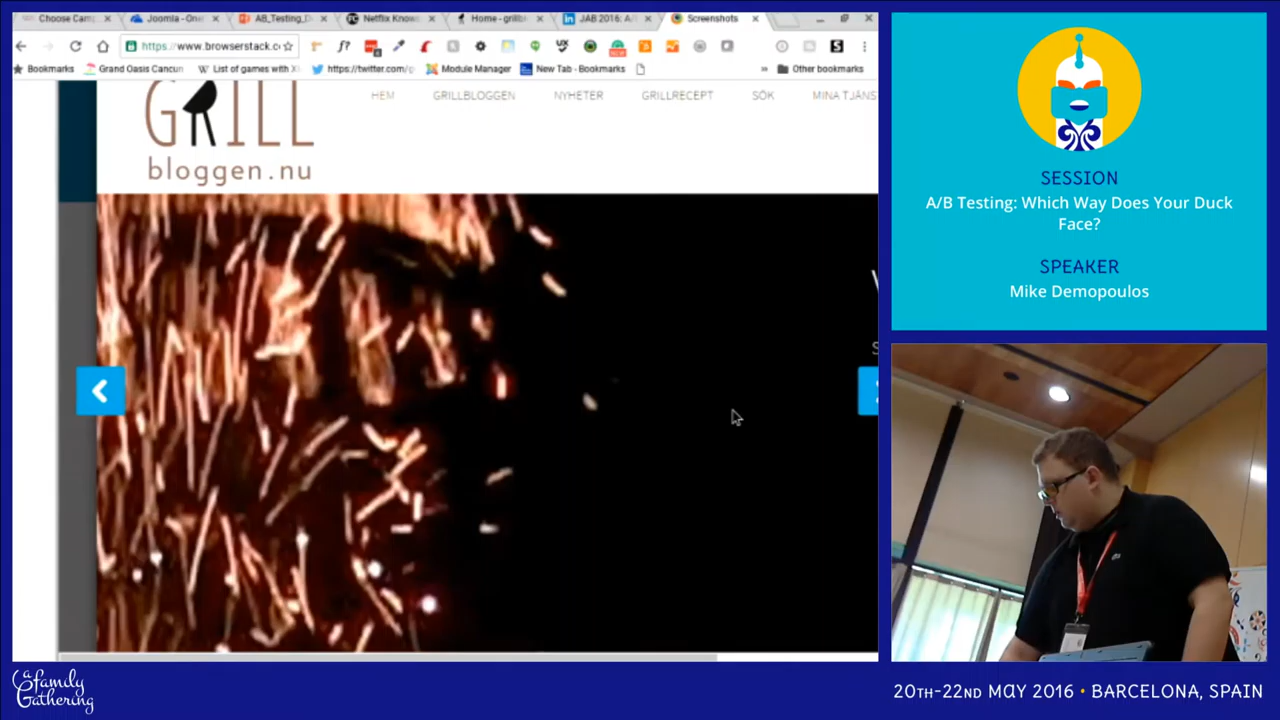 Choose Camp
Joomla - One
AB_Testing_D
Netflix Knows
Home - grillb
JAB 2016: A/
Screenshots
https://www.browserstack.c
f?
UX
S
Bookmarks
Grand Oasis Cancun
List of games with X
https://twitter.com/
Module Manager
New Tab - Bookmarks
Other bookmarks
GRILL
bloggen.nu
HEM
GRILLBLOGGEN
NYHETER
GRILLRECEPT
SÖK
MINA TJÄNS
SESSION
A/B Testing: Which Way Does Your Duck
Face?
SPEAKER
Mike Demopoulos
a family
Gathering
20TH-22ND MAY 2016 • BARCELONA, SPAIN